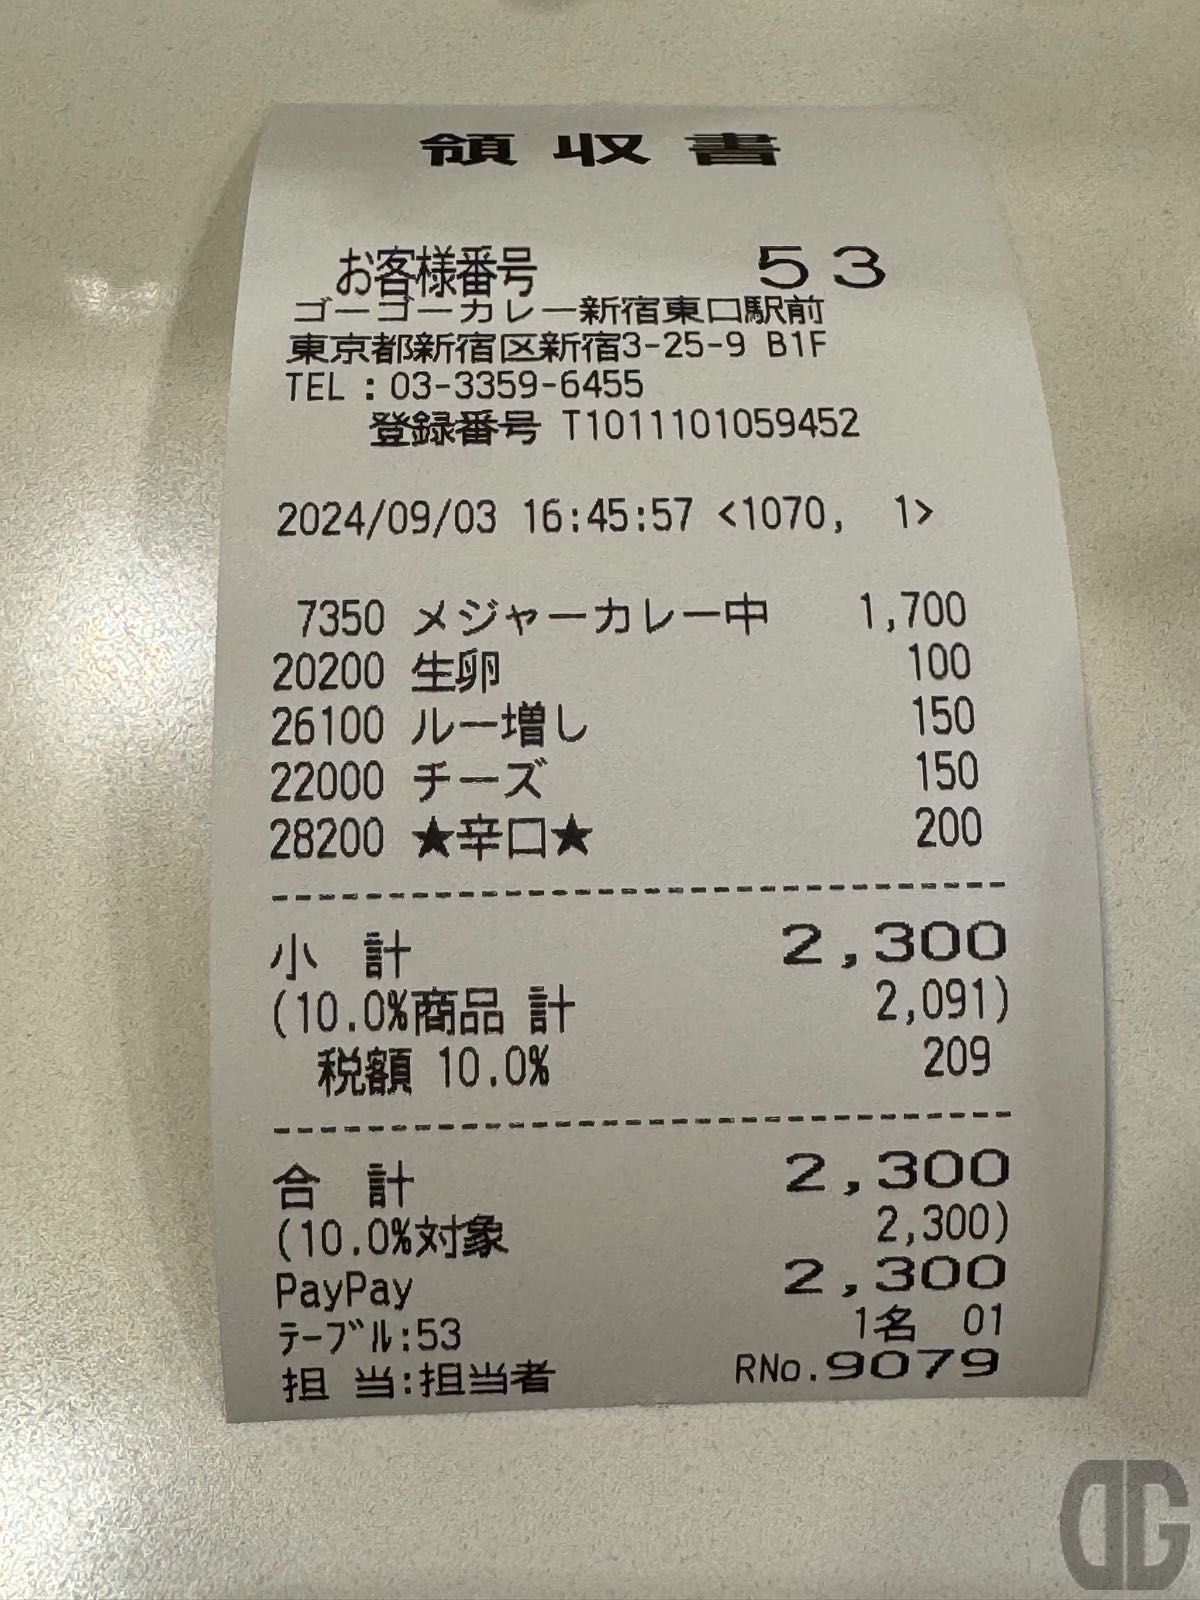 領収書
お客様番号 53
ゴーゴーカレー新宿東口駅前
東京都新宿区新宿3-25-9 B1F
TEL：03-3359-6455
登録番号 T1011101059452
2024/09/03 16:45:57 <1070, 1>
7350 メジャーカレー中 1,700
20200 生卵 100
26100 ルー増し 150
22000 チーズ 150
28200 ★辛口★ 200
小 計 2,300
(10.0%商品 計 2,091)
税額 10.0% 209
合 計 2,300
(10.0%対象 2,300)
PayPay 2,300
ﾃｰﾌﾞﾙ:53 1名 01
担 当:担当者 RNo.9079
DG